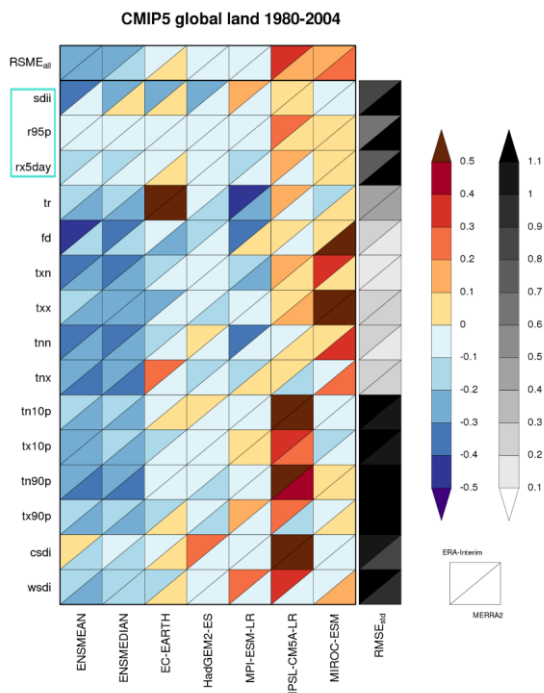 CMIP5 global land 1980-2004
RSME all
sdii
r95p
rx5day
tr
fd
txn
txx
tnn
tnx
tn10p
tx10p
tn90p
tx90p
csdi
wsdi
ENSMEAN
ENSMEDIAN
EC-EARTH
HadGEM2-ES
MPI-ESM-LR
IPSL-CM5A-LR
MIROC-ESM
RMSE std
0.5
0.4
0.3
0.2
0.1
0
-0.1
-0.2
-0.3
-0.4
-0.5
1.1
1
0.9
0.8
0.7
0.6
0.5
0.4
0.3
0.2
0.1
ERA-Interim
MERRA2